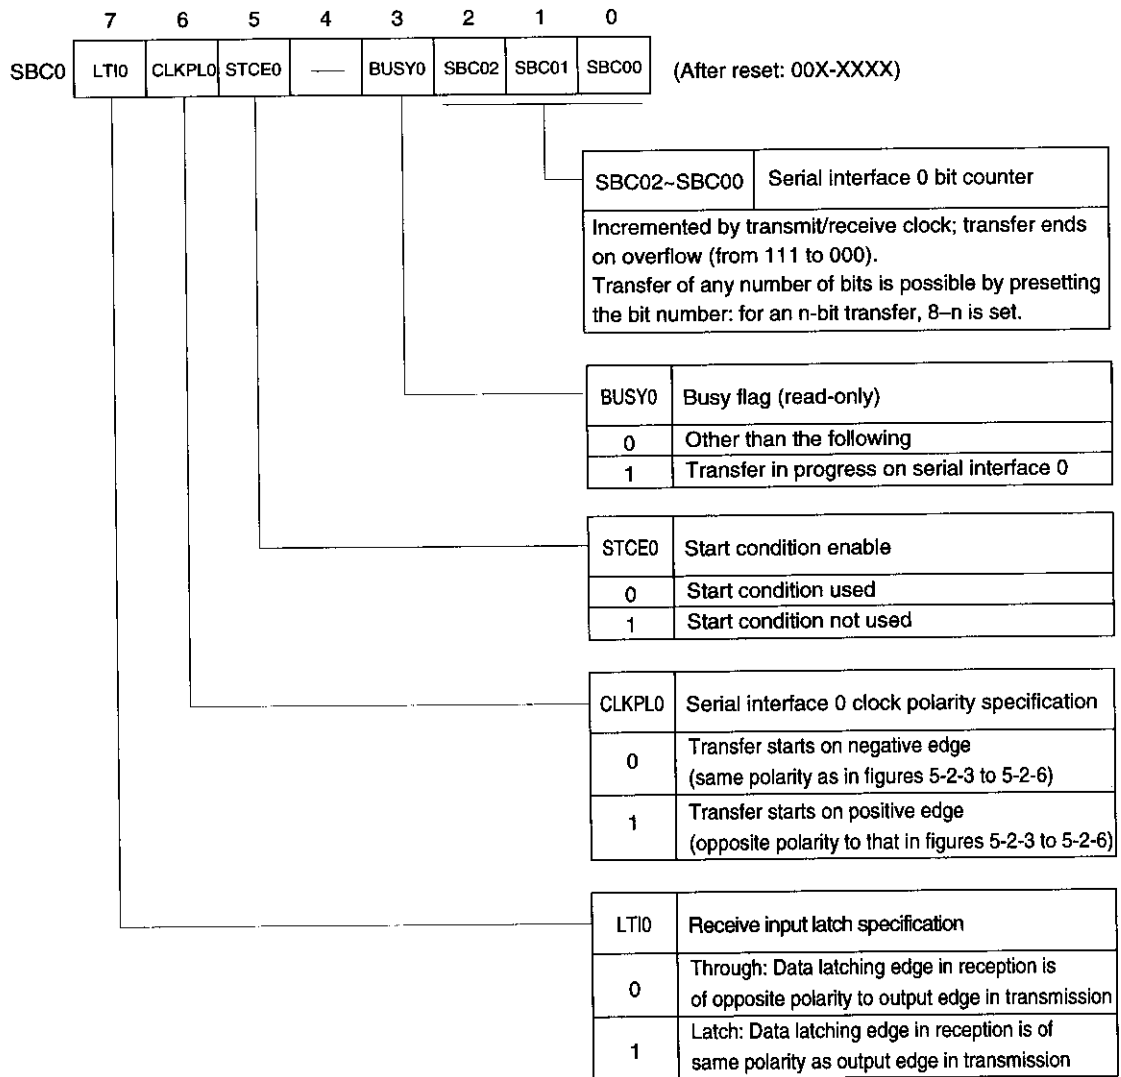 7 6 5 4 3 2 1 0
SBC0 LTI0 CLKPL0 STCE0 — BUSY0 SBC02 SBC01 SBC00 (After reset: 00X-XXXX)
SBC02~SBC00 Serial interface 0 bit counter
Incremented by transmit/receive clock; transfer ends
on overflow (from 111 to 000).
Transfer of any number of bits is possible by presetting
the bit number: for an n-bit transfer, 8–n is set.
BUSY0 Busy flag (read-only)
0 Other than the following
1 Transfer in progress on serial interface 0
STCE0 Start condition enable
0 Start condition used
1 Start condition not used
CLKPL0 Serial interface 0 clock polarity specification
0 Transfer starts on negative edge
(same polarity as in figures 5-2-3 to 5-2-6)
1 Transfer starts on positive edge
(opposite polarity to that in figures 5-2-3 to 5-2-6)
LTI0 Receive input latch specification
0 Through: Data latching edge in reception is
of opposite polarity to output edge in transmission
1 Latch: Data latching edge in reception is of
same polarity as output edge in transmission